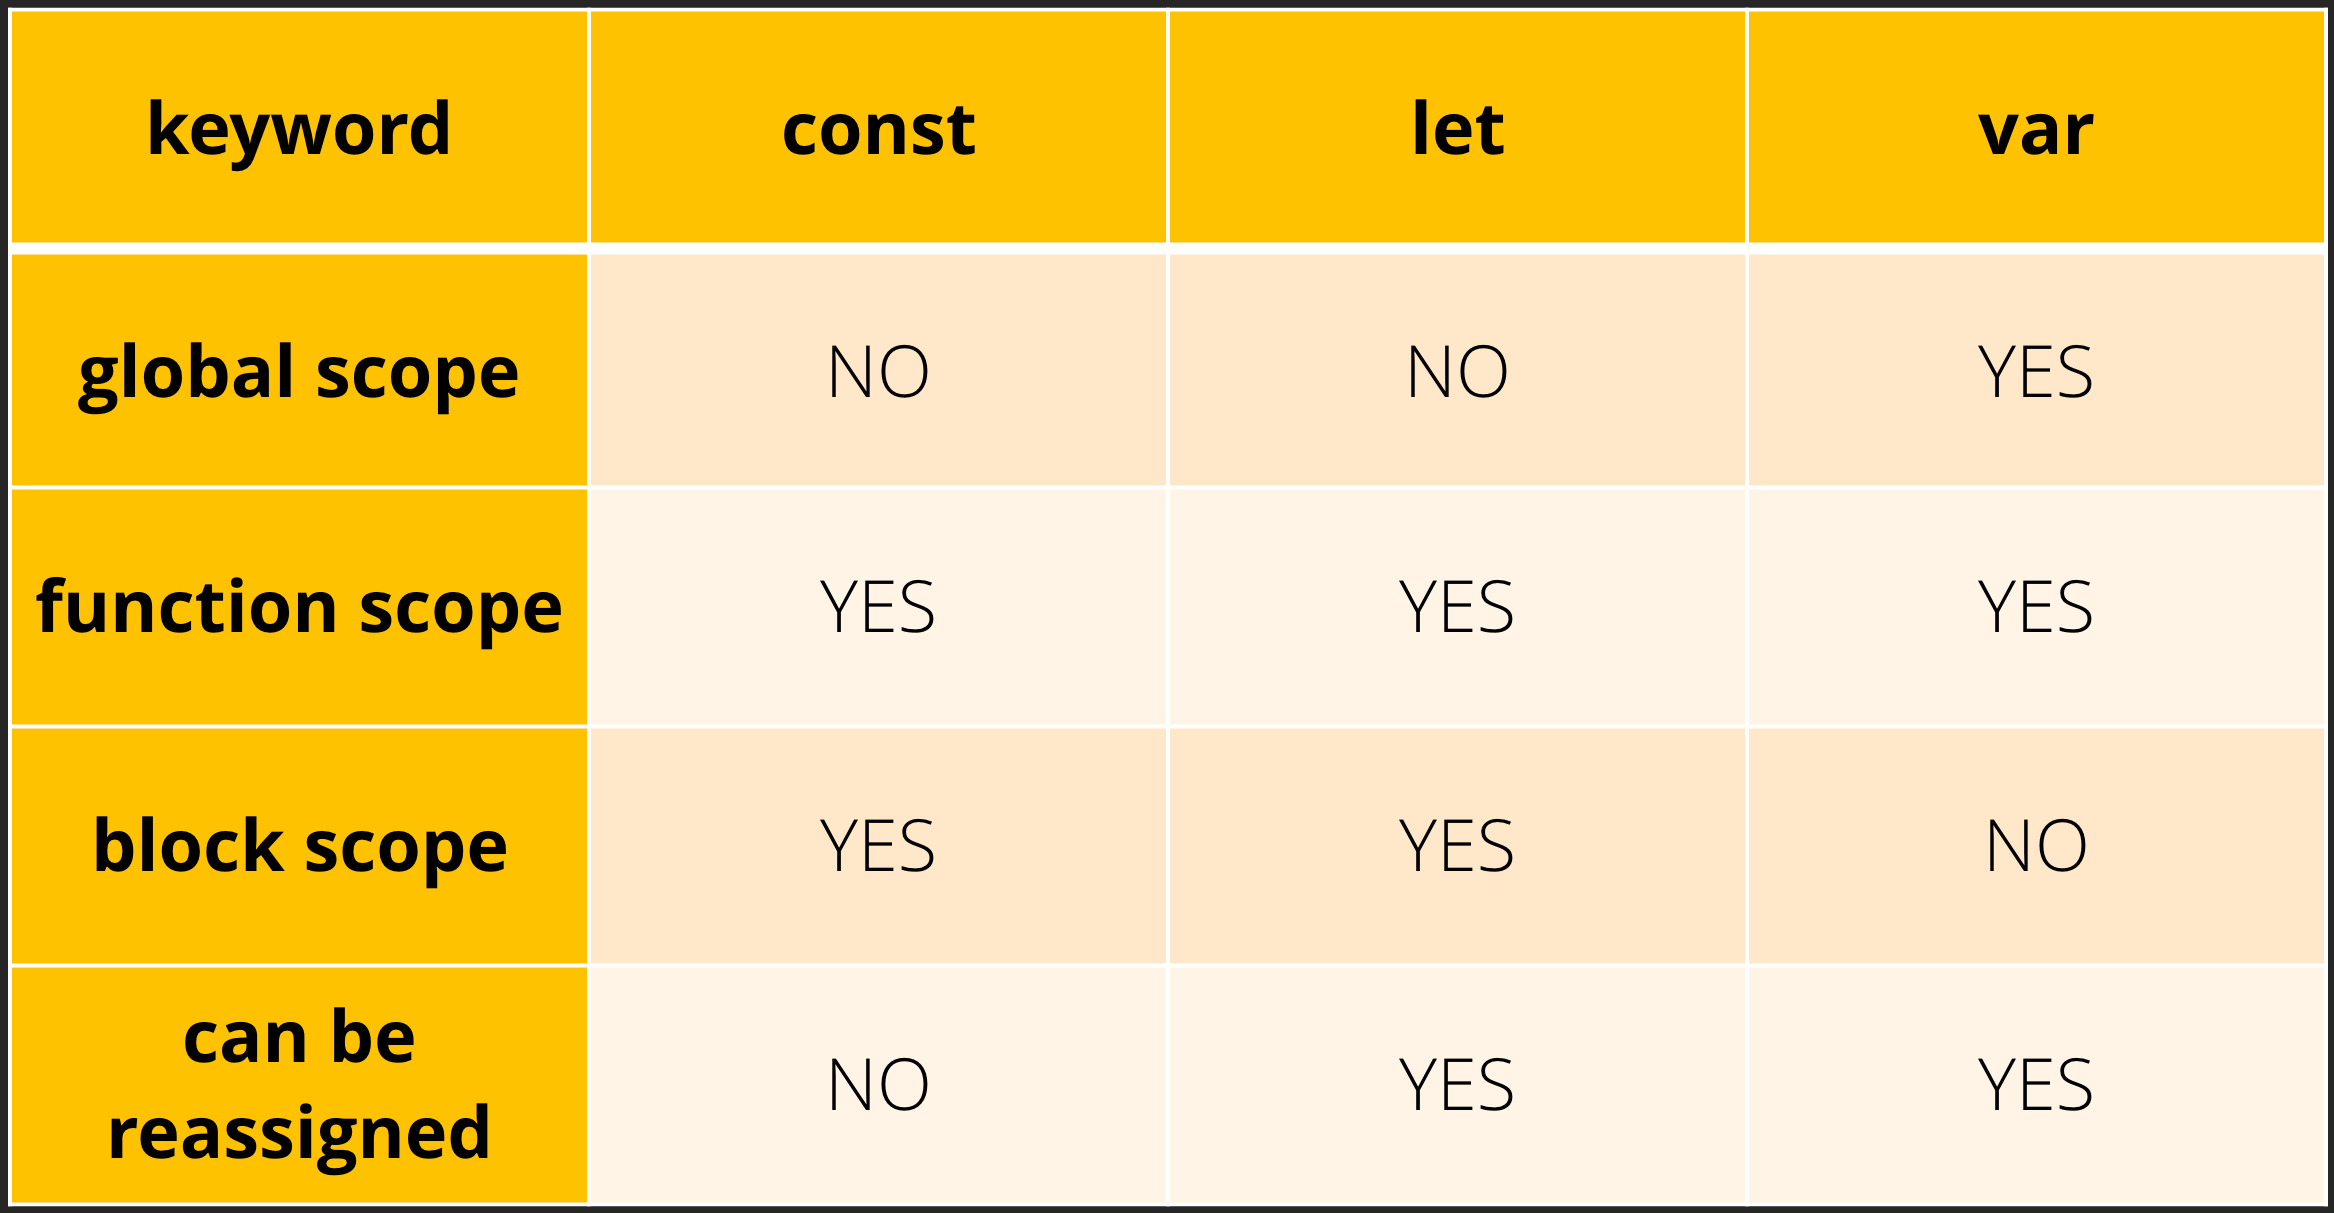 keyword const let var
global scope NO NO YES
function scope YES YES YES
block scope YES YES NO
can be
reassigned NO YES YES